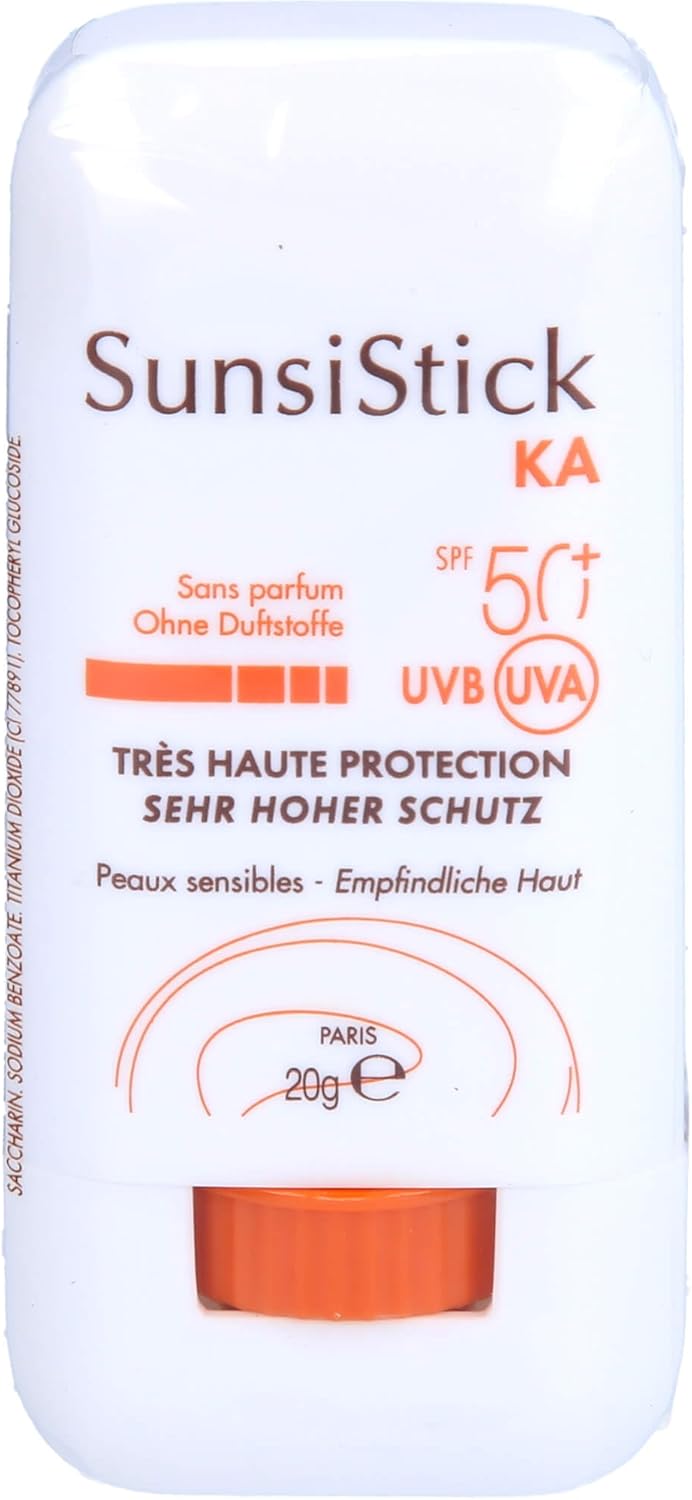 SunsiStick
KA
SPF 50+
Sans parfum
Ohne Duftstoffe
UVB UVA
TRÈS HAUTE PROTECTION
SEHR HOHER SCHUTZ
Peaux sensibles - Empfindliche Haut
PARIS
20g ℮
SACCHARIN. SODIUM BENZOATE. TITANIUM DIOXIDE (CI 77891). TOCOPHERYL GLUCOSIDE.